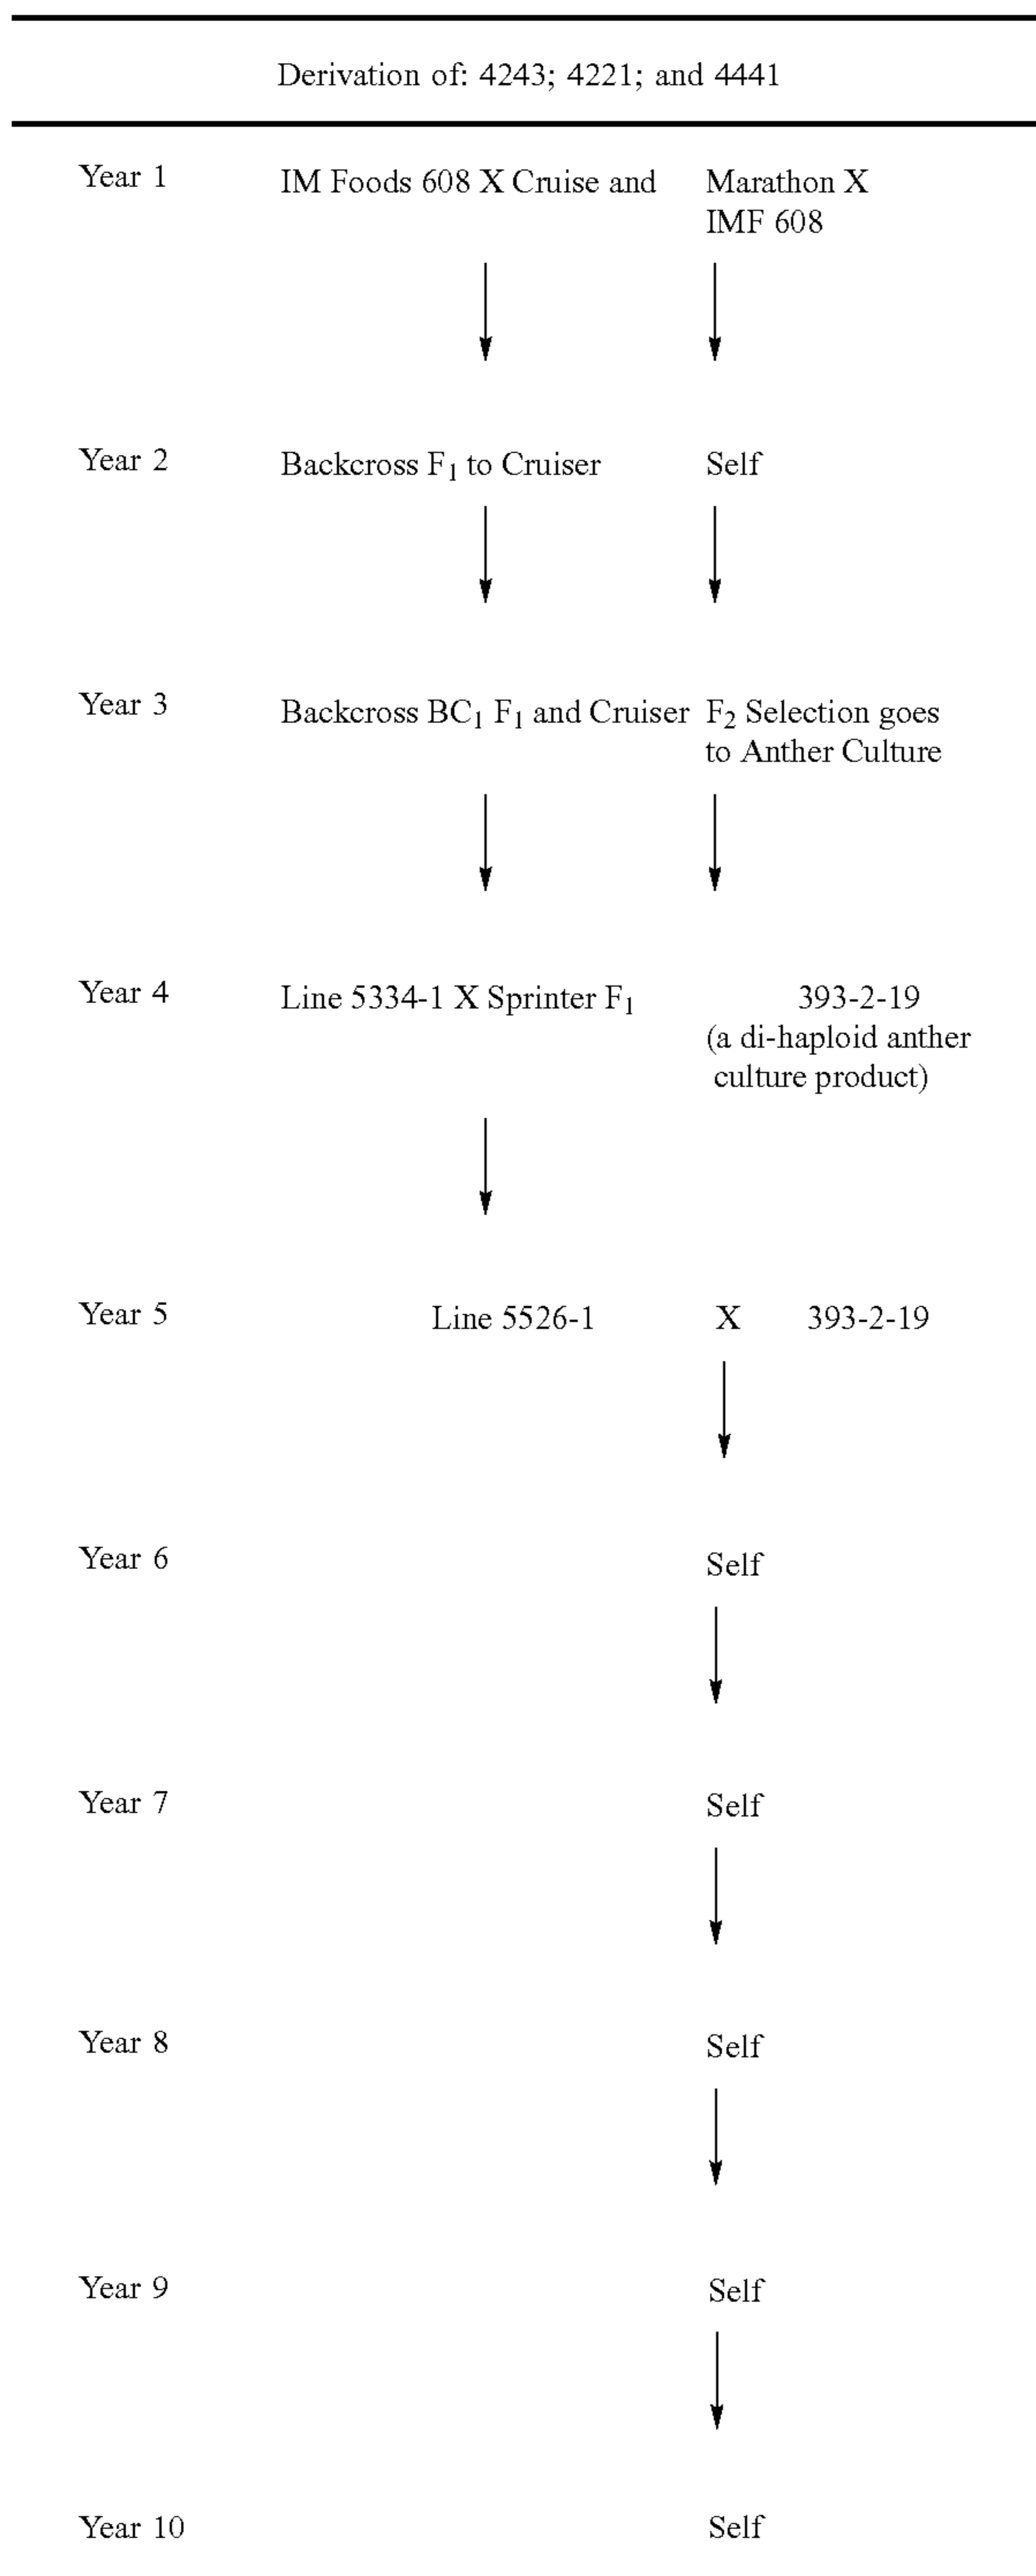 Derivation of: 4243; 4221; and 4441
Year 1 IM Foods 608 X Cruise and Marathon X
IMF 608
Year 2 Backcross F₁ to Cruiser Self
Year 3 Backcross BC₁ F₁ and Cruiser F₂ Selection goes
to Anther Culture
Year 4 Line 5334-1 X Sprinter F₁ 393-2-19
(a di-haploid anther
culture product)
Year 5 Line 5526-1 X 393-2-19
Year 6 Self
Year 7 Self
Year 8 Self
Year 9 Self
Year 10 Self